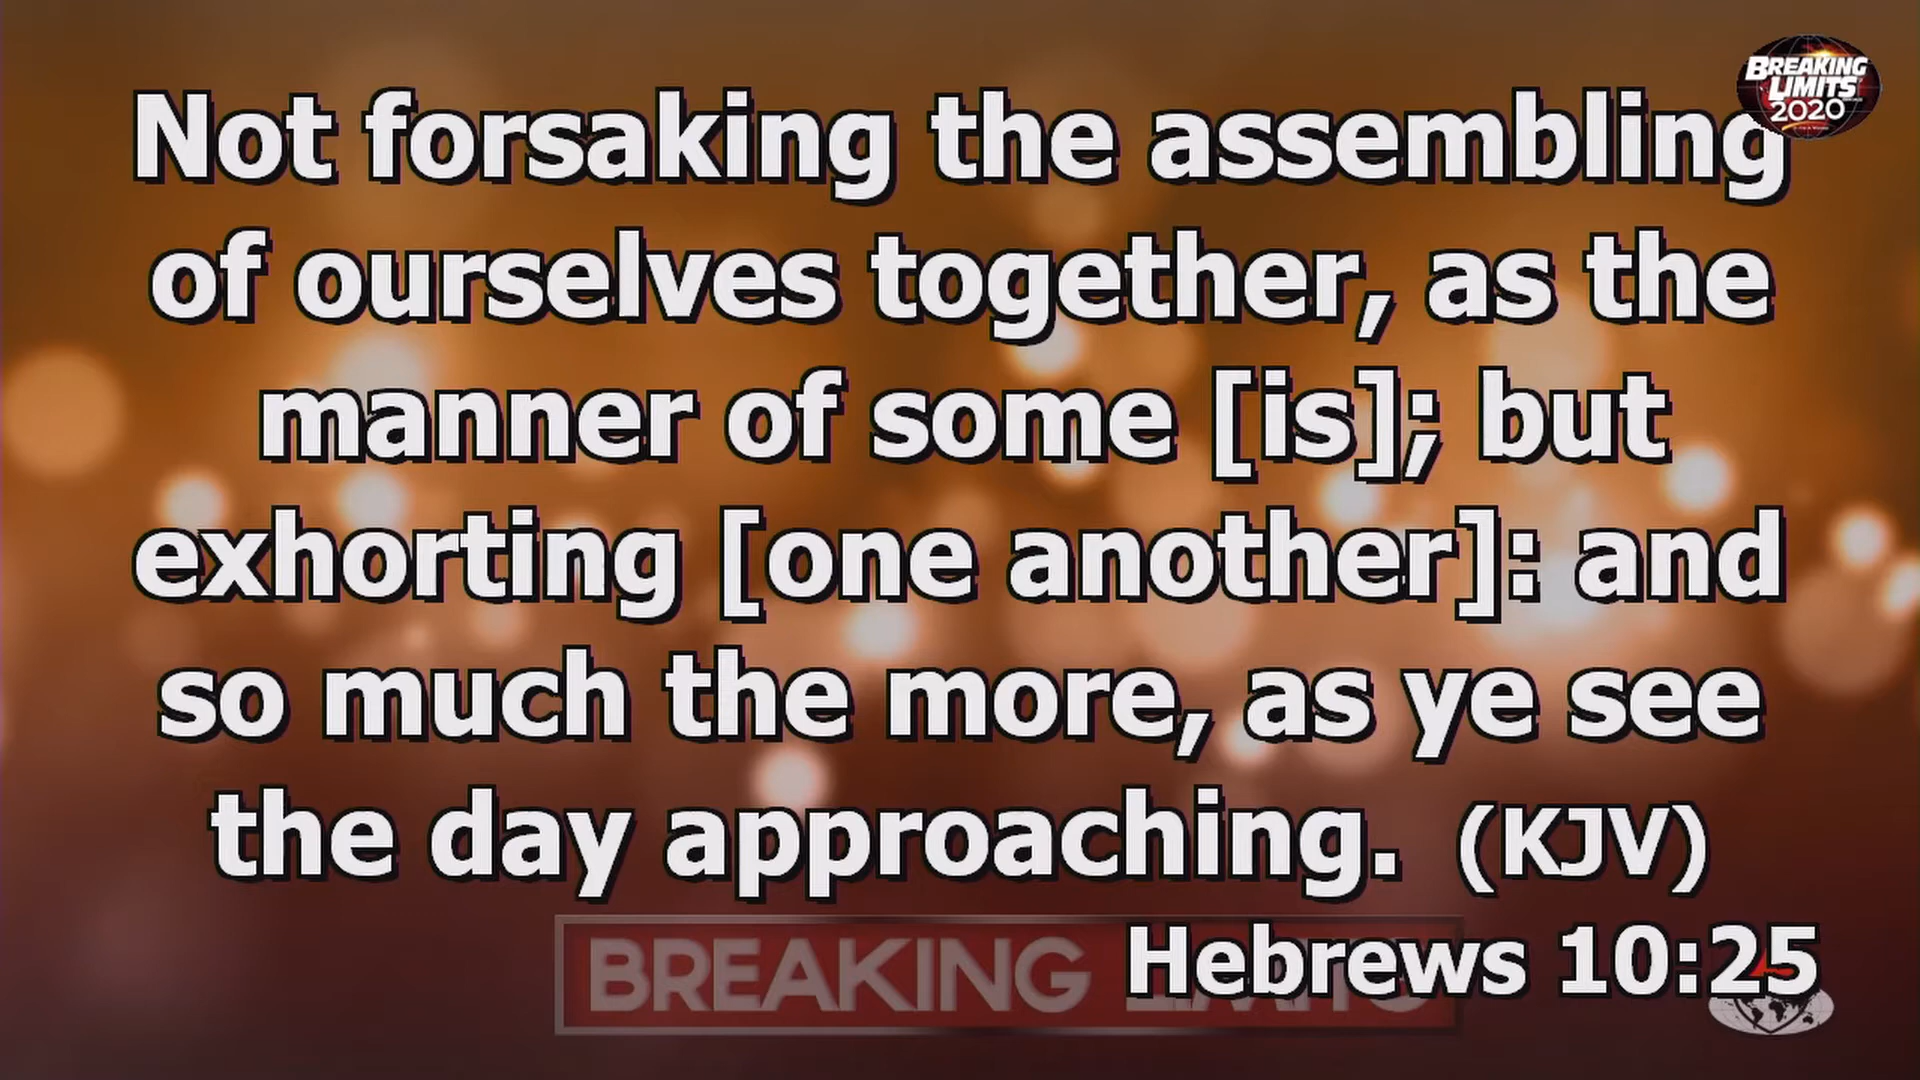 BREAKING
LIMITS
2020
Not forsaking the assembling
of ourselves together, as the
manner of some [is]; but
exhorting [one another]: and
so much the more, as ye see
the day approaching. (KJV)
Hebrews 10:25
BREAKING